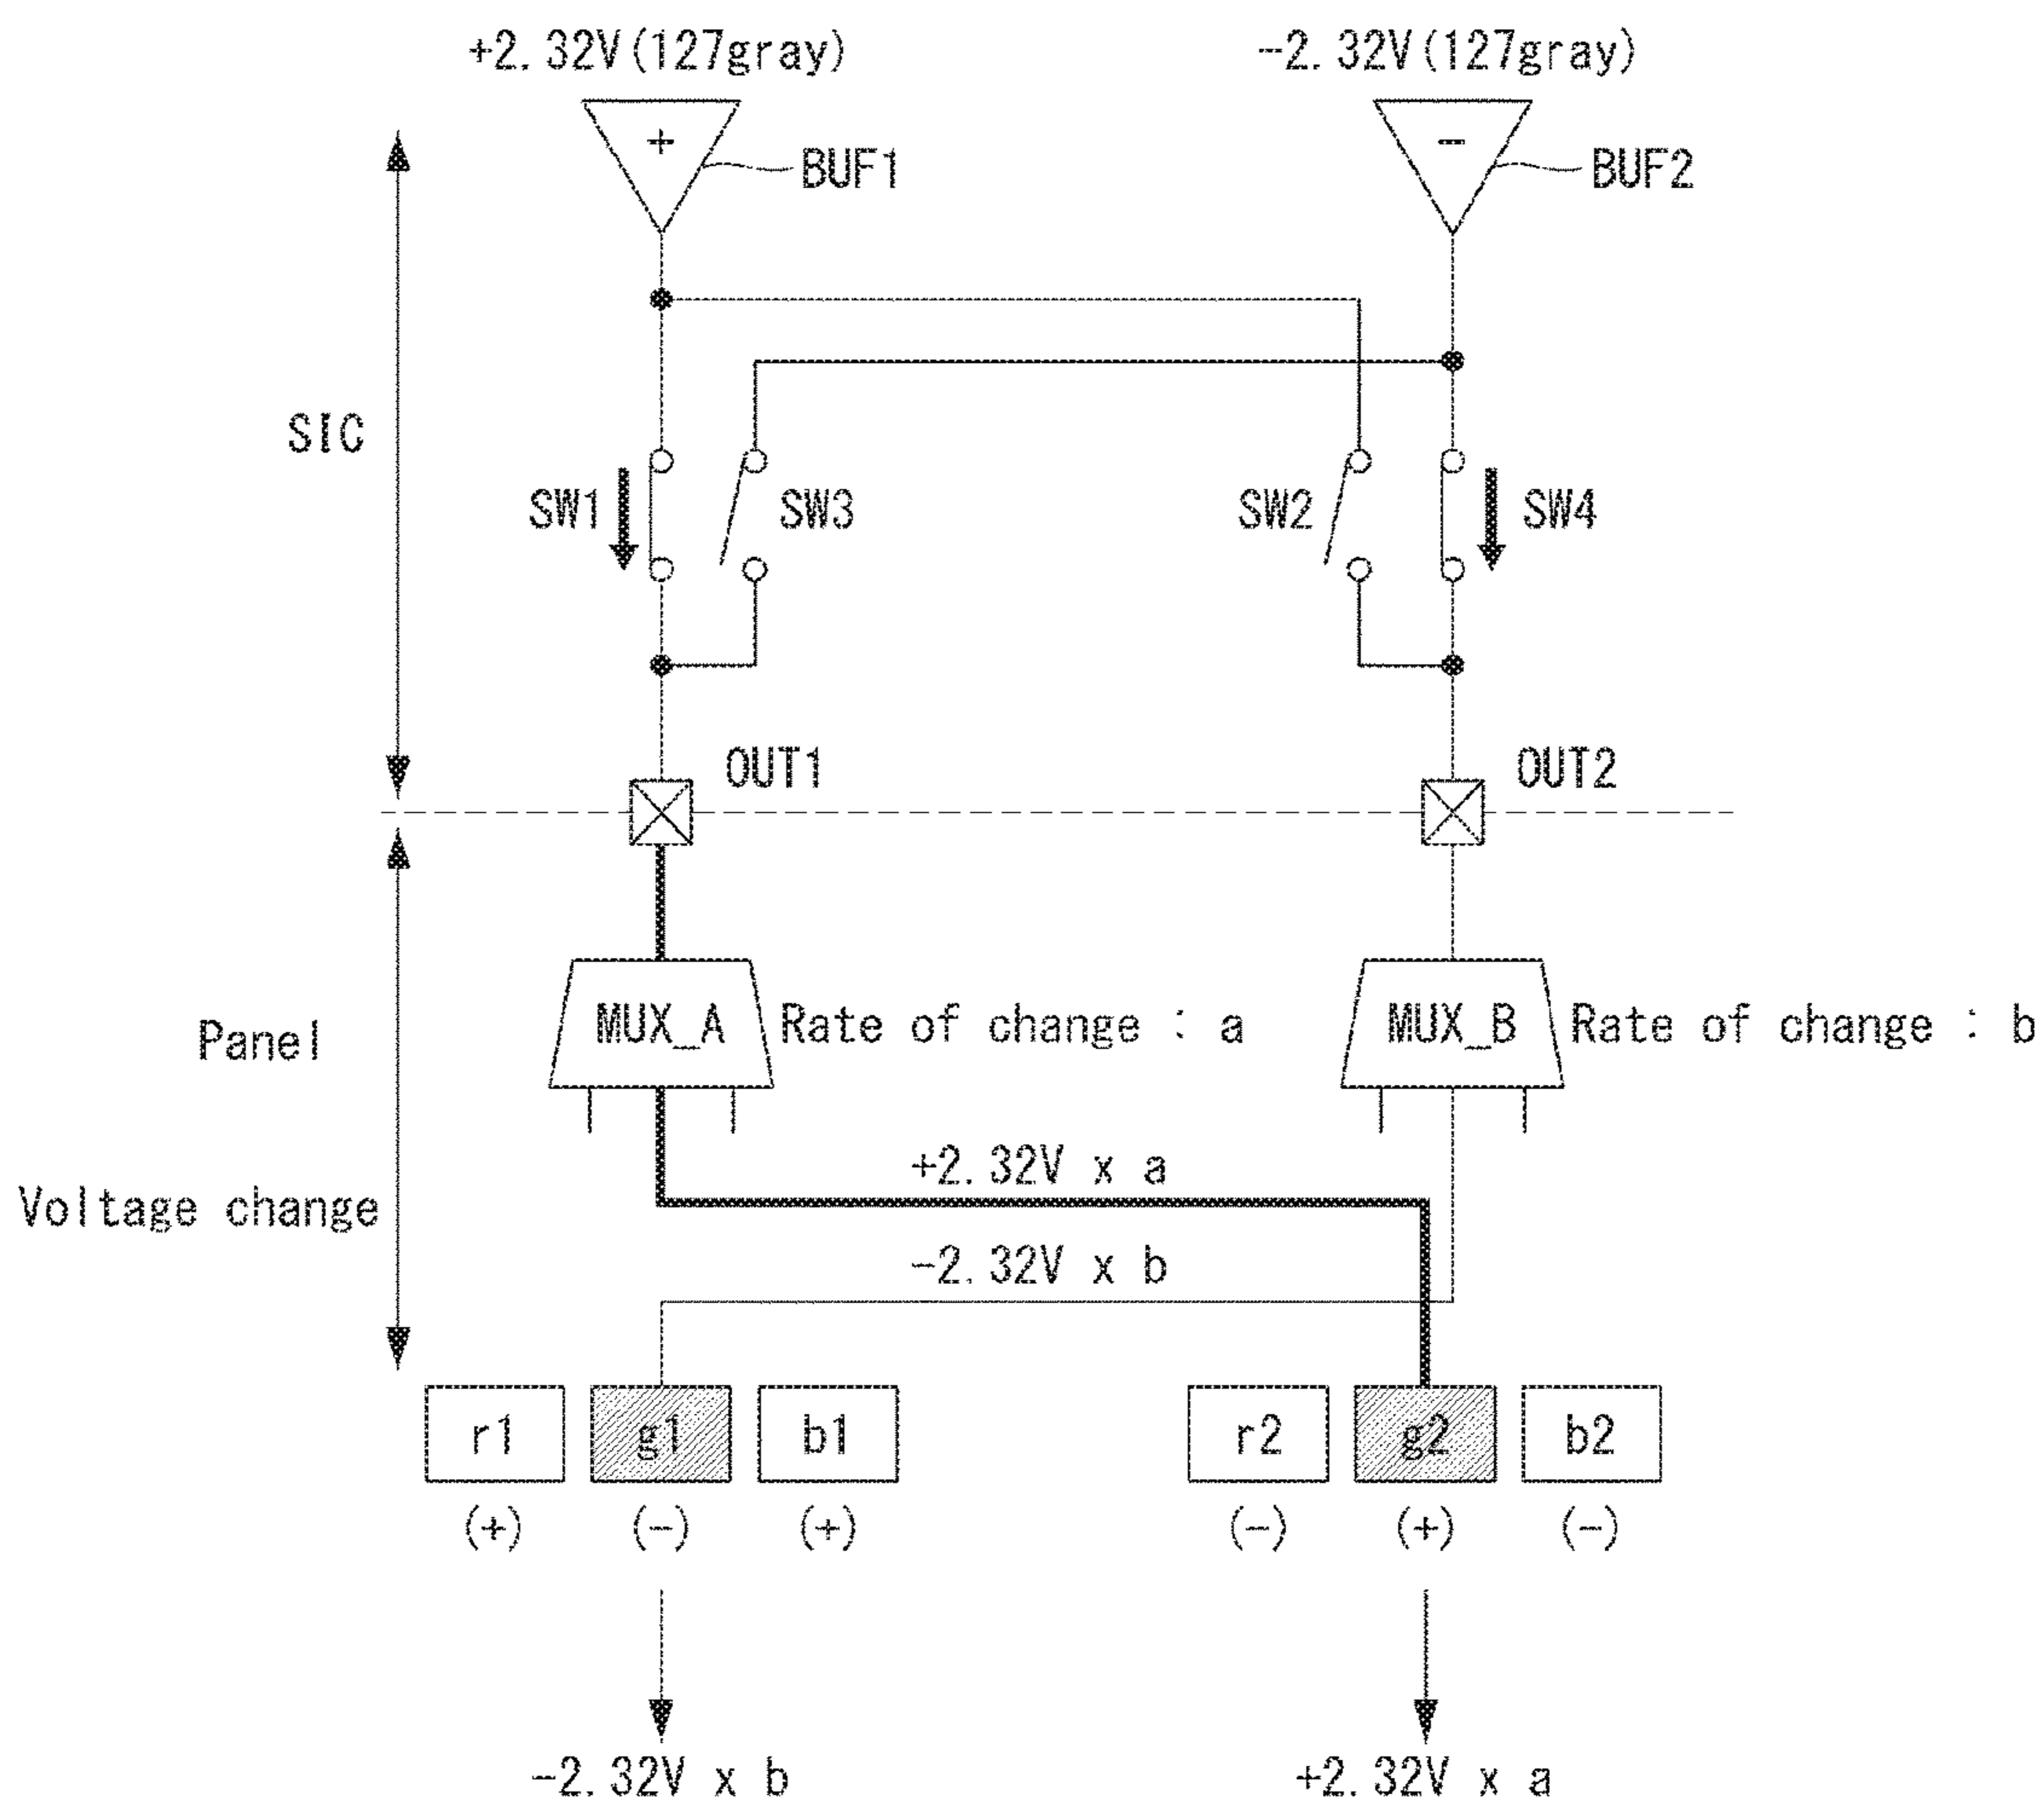 +2.32V(127gray)
-2.32V(127gray)
+
BUF1
-
BUF2
SIC
SW1
SW3
SW2
SW4
OUT1
OUT2
MUX_A
Rate of change : a
MUX_B
Rate of change : b
Panel
+2.32V x a
Voltage change
-2.32V x b
r1
g1
b1
r2
g2
b2
(+)
(-)
(+)
(-)
(+)
(-)
-2.32V x b
+2.32V x a